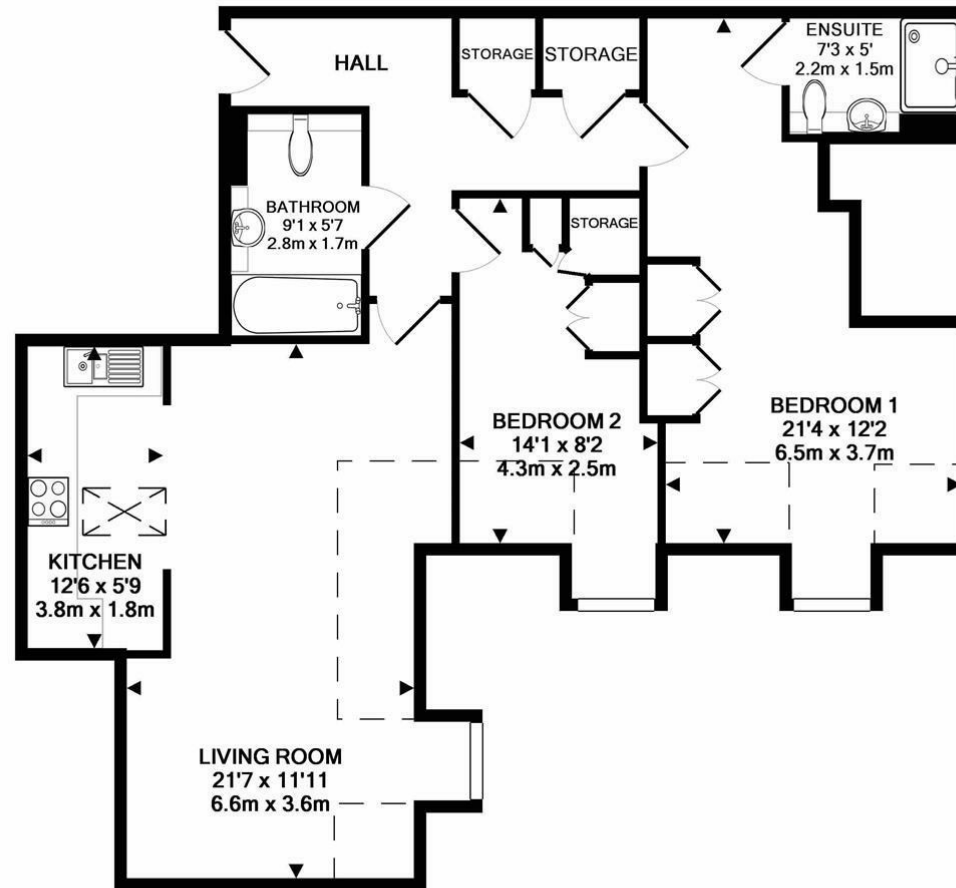 HALL
STORAGE
STORAGE
ENSUITE
7'3 x 5'
2.2m x 1.5m
BATHROOM
9'1 x 5'7
2.8m x 1.7m
STORAGE
BEDROOM 2
14'1 x 8'2
4.3m x 2.5m
BEDROOM 1
21'4 x 12'2
6.5m x 3.7m
KITCHEN
12'6 x 5'9
3.8m x 1.8m
LIVING ROOM
21'7 x 11'11
6.6m x 3.6m